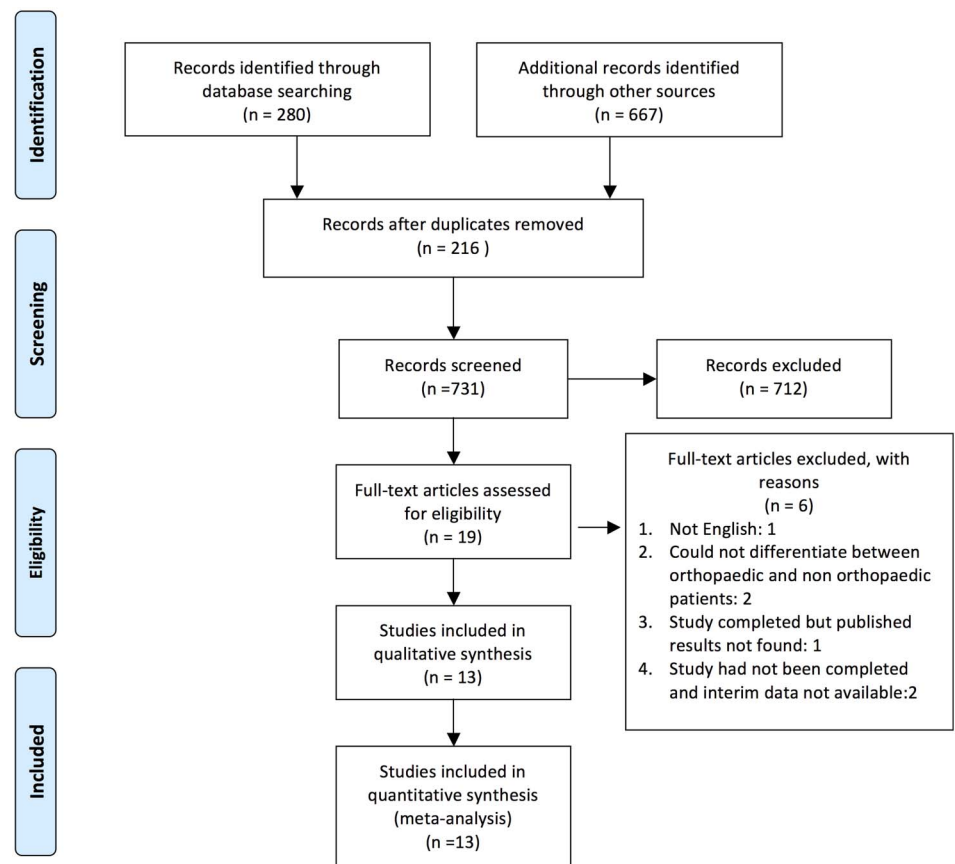 Identification
Records identified through
database searching
(n = 280)
Additional records identified
through other sources
(n = 667)
Records after duplicates removed
(n = 216 )
Screening
Records screened
(n =731)
Records excluded
(n = 712)
Eligibility
Full-text articles assessed
for eligibility
(n = 19)
Full-text articles excluded, with
reasons
(n = 6)
1. Not English: 1
2. Could not differentiate between
orthopaedic and non orthopaedic
patients: 2
3. Study completed but published
results not found: 1
4. Study had not been completed
and interim data not available:2
Studies included in
qualitative synthesis
(n = 13)
Included
Studies included in
quantitative synthesis
(meta-analysis)
(n =13)